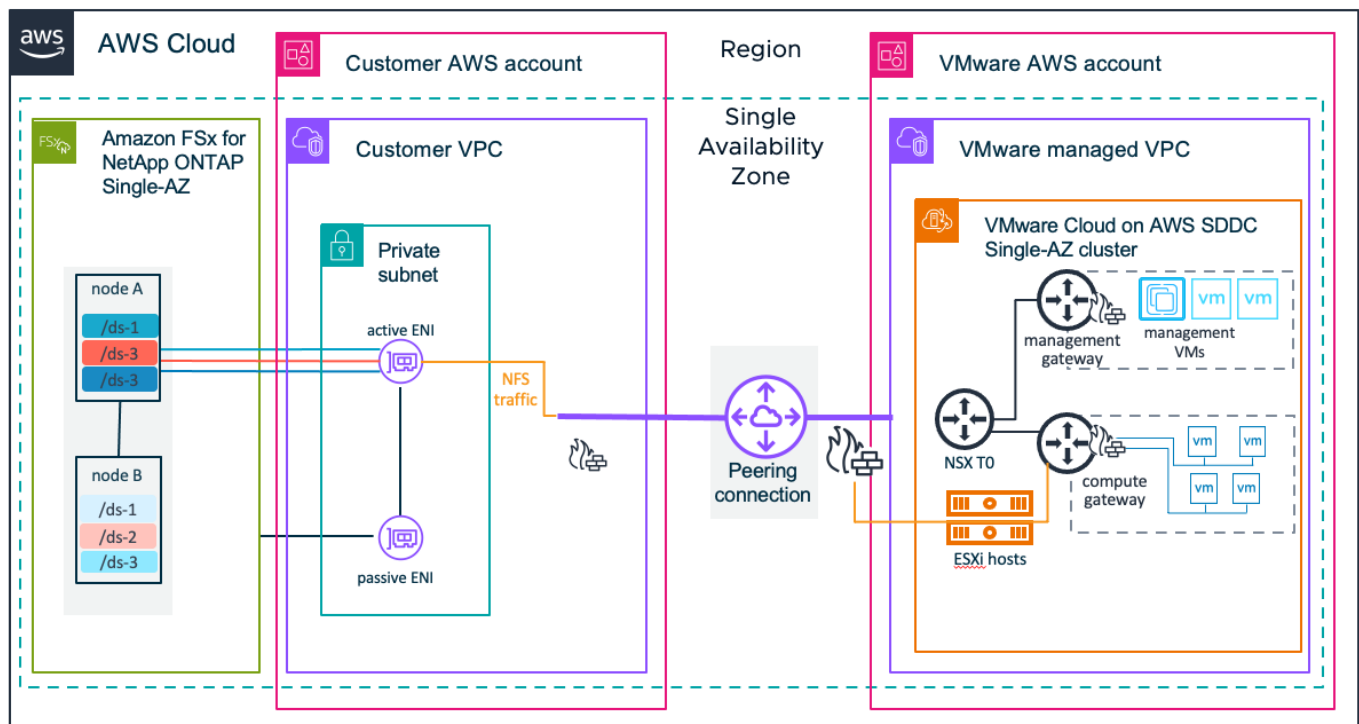 aws
AWS Cloud
Customer AWS account
Region
VMware AWS account
FSx
N
Amazon FSx for
NetApp ONTAP
Single-AZ
Customer VPC
Single
Availability
Zone
VMware managed VPC
Private
subnet
VMware Cloud on AWS SDDC
Single-AZ cluster
node A
/ds-1
/ds-3
/ds-3
active ENI
NFS
traffic
management
gateway
vm
vm
management
VMs
node B
/ds-1
/ds-2
/ds-3
passive ENI
Peering
connection
NSX T0
compute
gateway
vm
vm
vm
vm
ESXi hosts